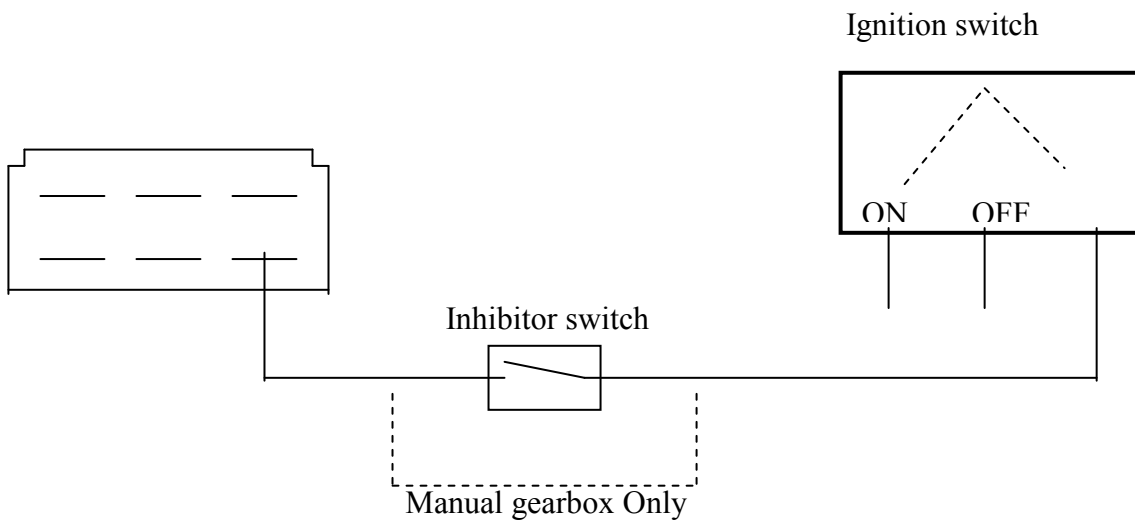 Ignition switch
ON OFF
Inhibitor switch
Manual gearbox Only